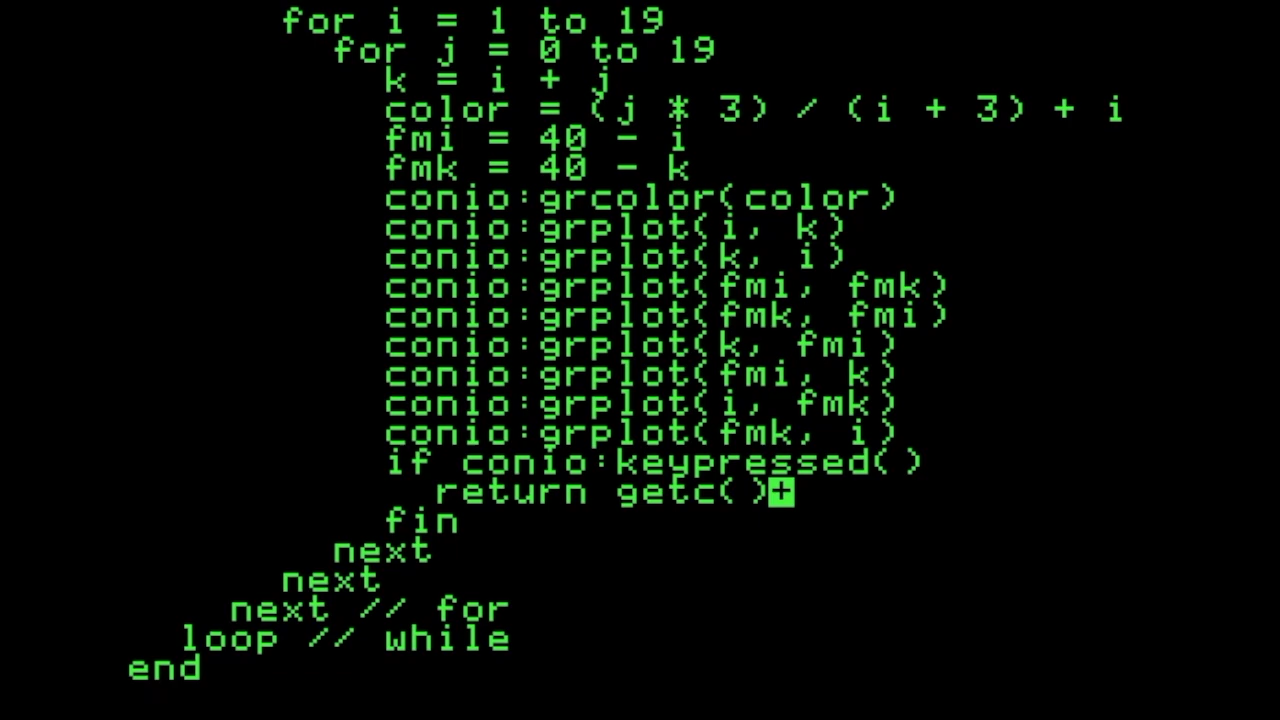 for i = 1 to 19
for j = 0 to 19
k = i + j
color = (j * 3) / (i + 3) + i
fmi = 40 - i
fmk = 40 - k
conio:grcolor(color)
conio:grplot(i, k)
conio:grplot(k, i)
conio:grplot(fmi, fmk)
conio:grplot(fmk, fmi)
conio:grplot(k, fmi)
conio:grplot(fmi, k)
conio:grplot(i, fmk)
conio:grplot(fmk, i)
if conio:keypressed()
return getc()+
fin
next
next
next // for
loop // while
end